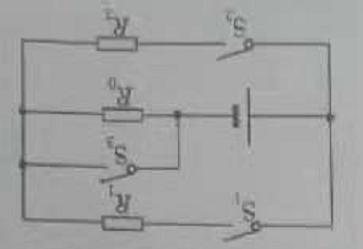 R₂ S₂
R₀
S₃
R₁ S₁